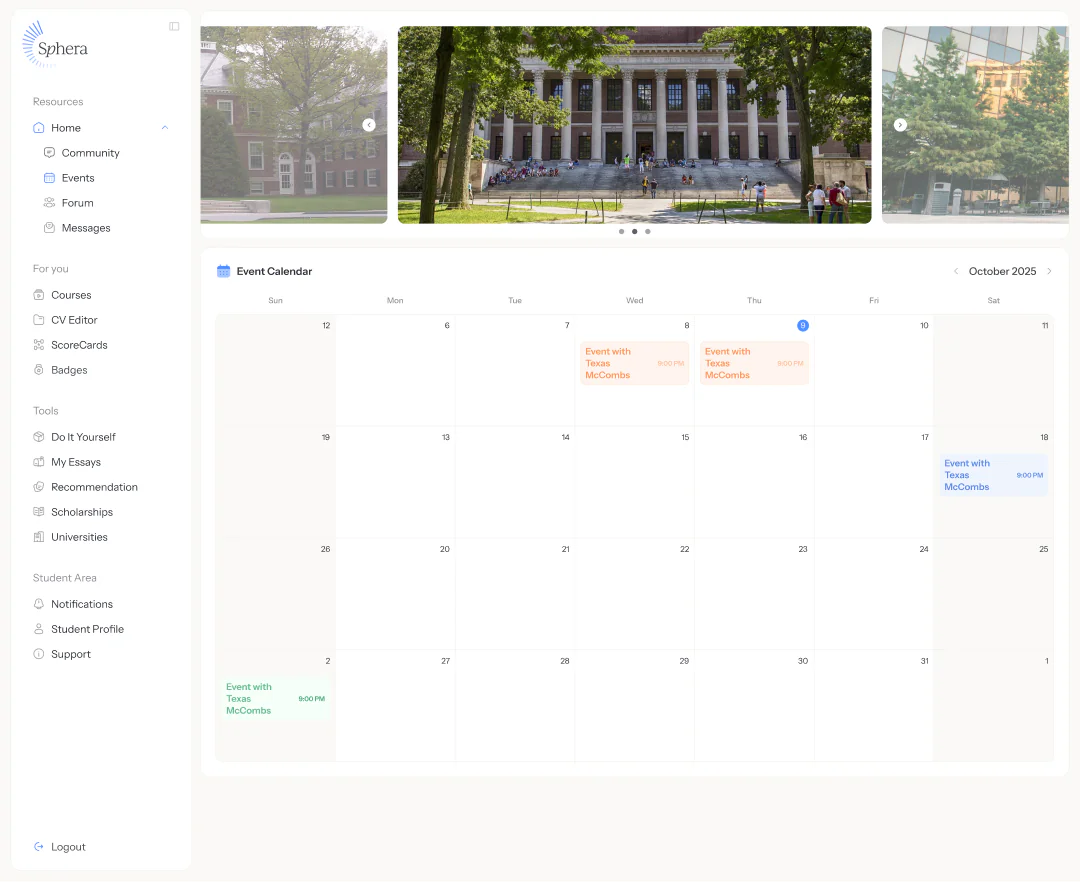 Sphera
Resources
Home
Community
Events
Forum
Messages
For you
Courses
CV Editor
ScoreCards
Badges
Tools
Do It Yourself
My Essays
Recommendation
Scholarships
Universities
Student Area
Notifications
Student Profile
Support
Logout
Event Calendar
October 2025
Sun Mon Tue Wed Thu Fri Sat
12 6 7 8 9 10 11
Event with
Texas 9:00 PM
McCombs
Event with
Texas 9:00 PM
McCombs
19 13 14 15 16 17 18
Event with
Texas 9:00 PM
McCombs
26 20 21 22 23 24 25
2 27 28 29 30 31 1
Event with
Texas 9:00 PM
McCombs